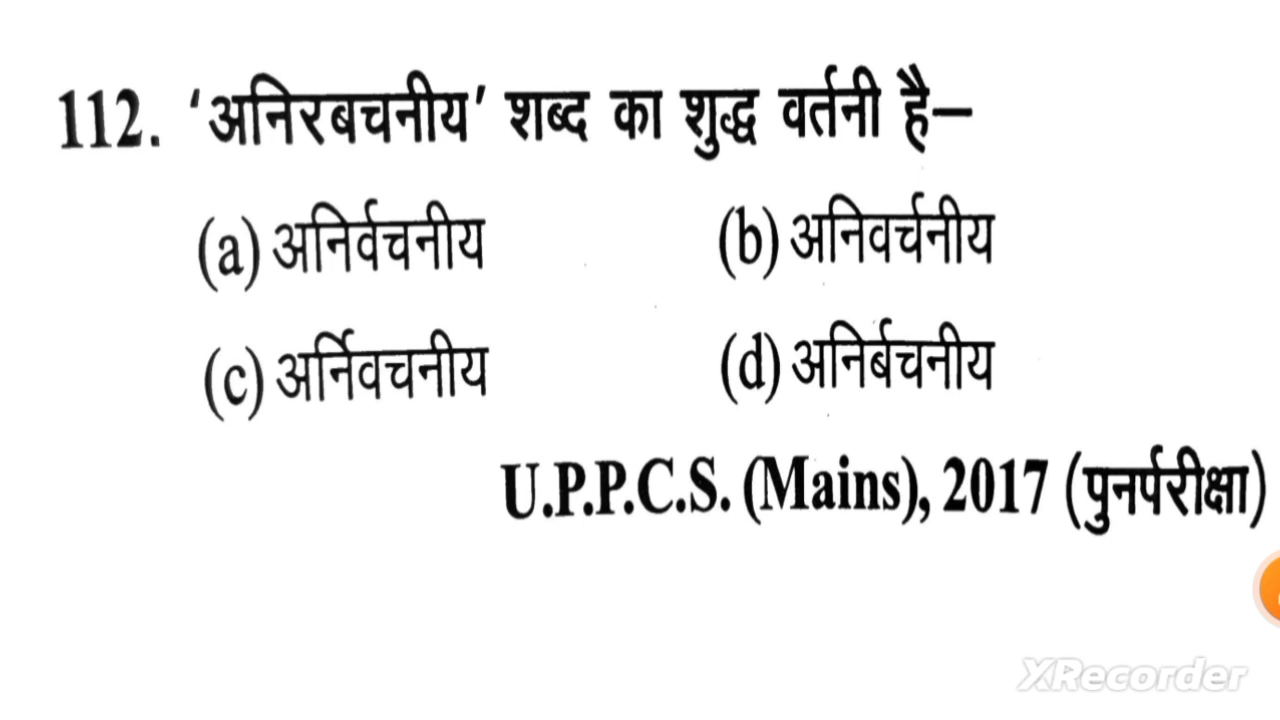 112. 'अनिरबचनीय' शब्द का शुद्ध वर्तनी है–
(a) अनिर्वचनीय (b) अनिवर्चनीय
(c) अर्निवचनीय (d) अनिर्बचनीय
U.P.P.C.S. (Mains), 2017 (पुनर्परीक्षा)
XRecorder